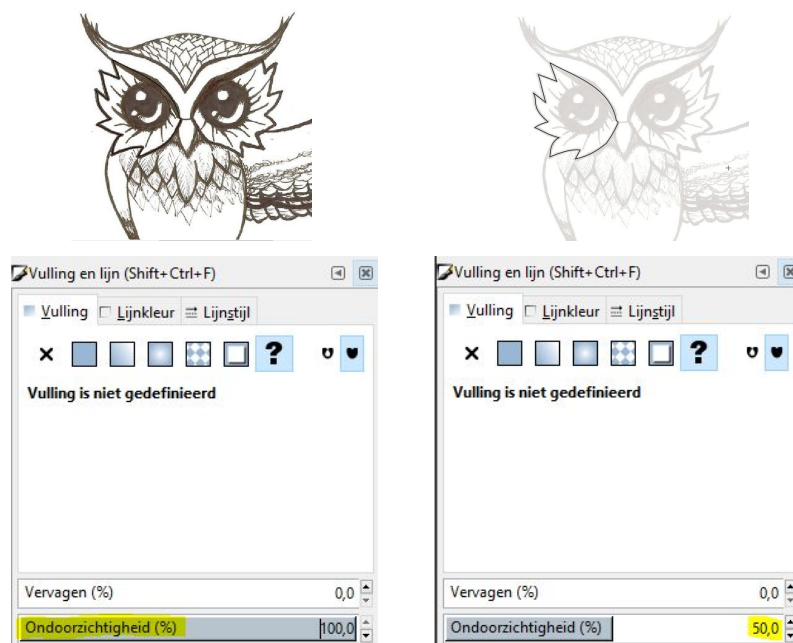 Vulling en lijn (Shift+Ctrl+F)
Vulling Lijnkleur Lijnstijl
?
Vulling is niet gedefinieerd
Vervagen (%) 0,0
Ondoorzichtigheid (%) 100,0
Vulling en lijn (Shift+Ctrl+F)
Vulling Lijnkleur Lijnstijl
?
Vulling is niet gedefinieerd
Vervagen (%) 0,0
Ondoorzichtigheid (%) 50,0